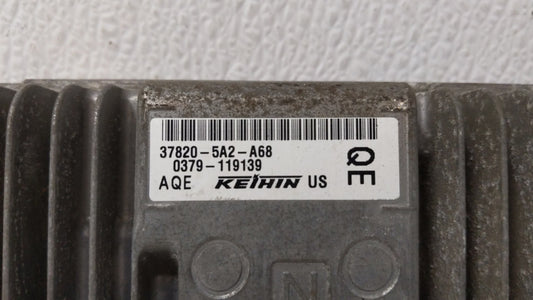 37820-5A2-A68
0379-119139
AQE KEIHIN US
QE
N